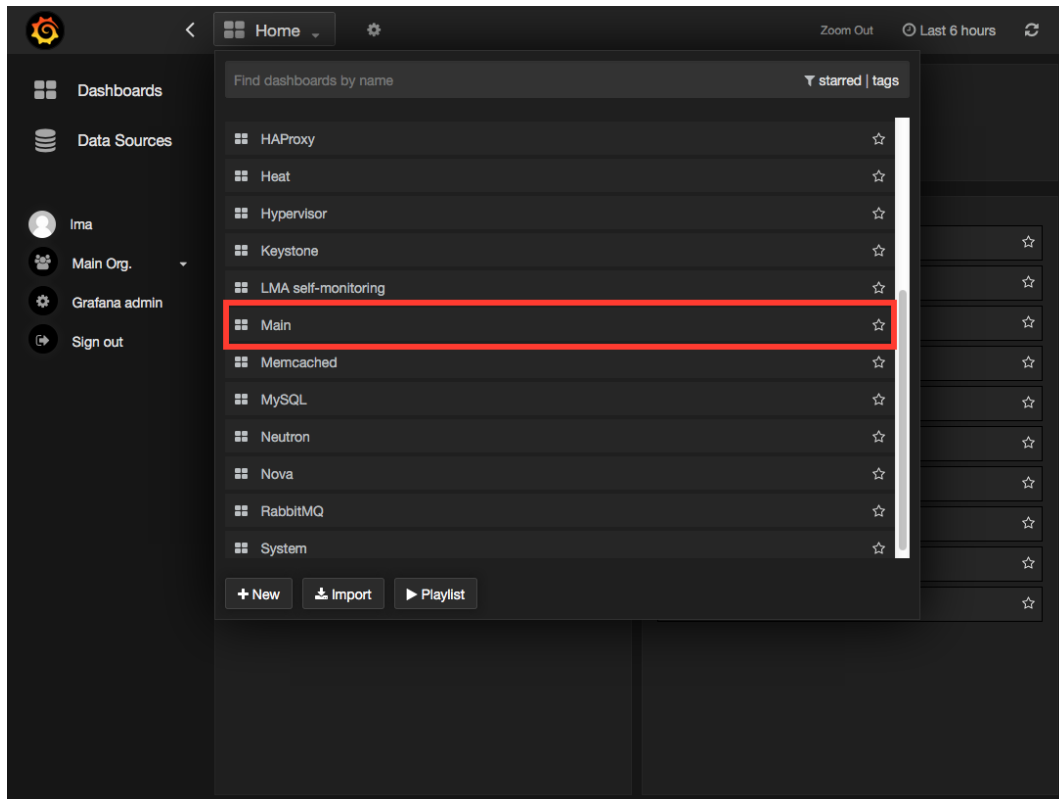 Home
Zoom Out
Last 6 hours
Dashboards
Data Sources
Ima
Main Org.
Grafana admin
Sign out
Find dashboards by name
starred | tags
HAProxy
Heat
Hypervisor
Keystone
LMA self-monitoring
Main
Memcached
MySQL
Neutron
Nova
RabbitMQ
System
New
Import
Playlist